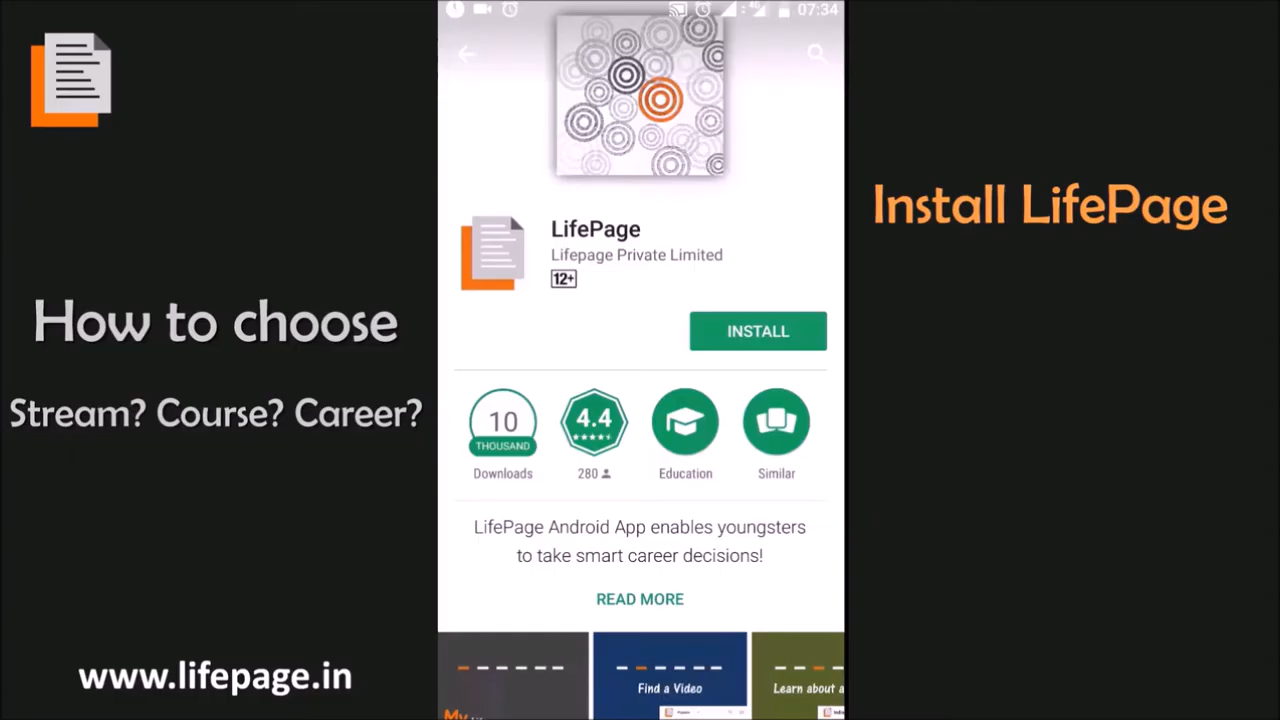 07:34
LifePage
Lifepage Private Limited
12+
INSTALL
10
THOUSAND
Downloads
4.4
280
Education
Similar
LifePage Android App enables youngsters
to take smart career decisions!
READ MORE
Find a Video
Learn about a
My
How to choose
Stream? Course? Career?
www.lifepage.in
Install LifePage